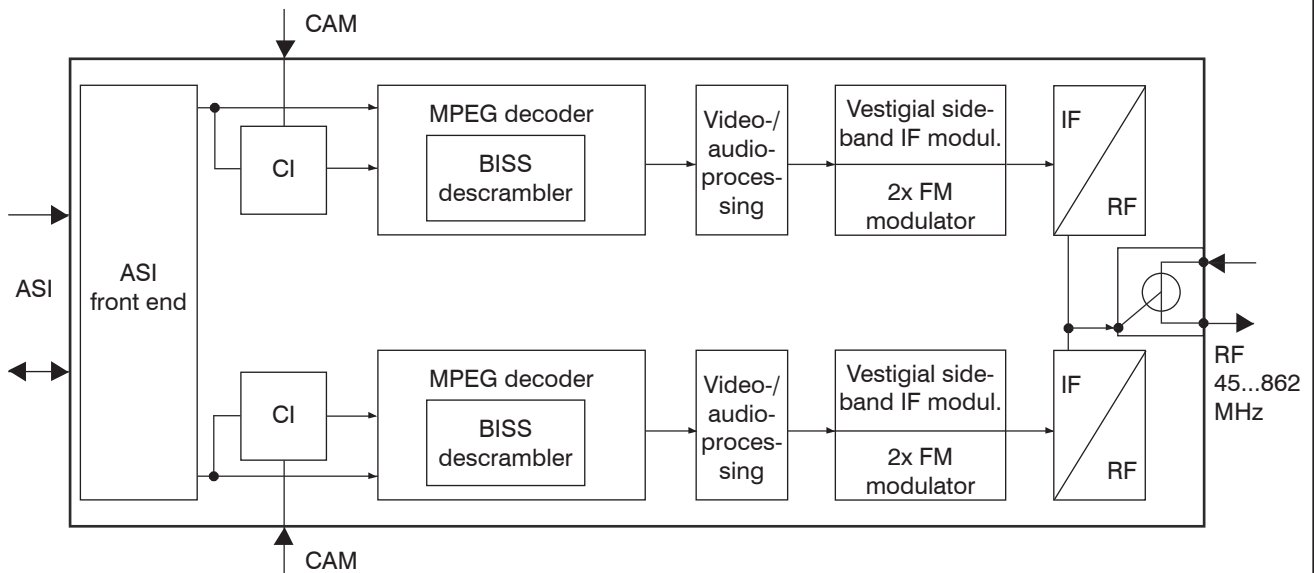 CAM
ASI
ASI
front end
CI
MPEG decoder
BISS
descrambler
Video-/
audio-
proces-
sing
Vestigial side-
band IF modul.
2x FM
modulator
IF
RF
CI
MPEG decoder
BISS
descrambler
Video-/
audio-
proces-
sing
Vestigial side-
band IF modul.
2x FM
modulator
IF
RF
RF
45...862
MHz
CAM